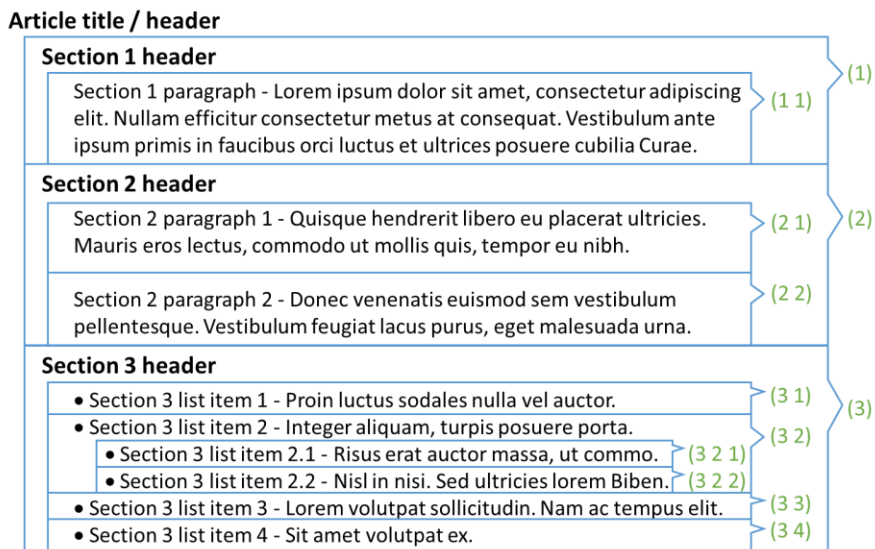 Article title / header
Section 1 header
(1)
Section 1 paragraph - Lorem ipsum dolor sit amet, consectetur adipiscing
(1 1)
elit. Nullam efficitur consectetur metus at consequat. Vestibulum ante
ipsum primis in faucibus orci luctus et ultrices posuere cubilia Curae.
Section 2 header
Section 2 paragraph 1 - Quisque hendrerit libero eu placerat ultricies.
(2 1)
(2)
Mauris eros lectus, commodo ut mollis quis, tempor eu nibh.
Section 2 paragraph 2 - Donec venenatis euismod sem vestibulum
(2 2)
pellentesque. Vestibulum feugiat lacus purus, eget malesuada urna.
Section 3 header
• Section 3 list item 1 - Proin luctus sodales nulla vel auctor.
(3 1)
(3)
• Section 3 list item 2 - Integer aliquam, turpis posuere porta.
(3 2)
• Section 3 list item 2.1 - Risus erat auctor massa, ut commo.
(3 2 1)
• Section 3 list item 2.2 - Nisl in nisi. Sed ultricies lorem Biben.
(3 2 2)
• Section 3 list item 3 - Lorem volutpat sollicitudin. Nam ac tempus elit.
(3 3)
• Section 3 list item 4 - Sit amet volutpat ex.
(3 4)